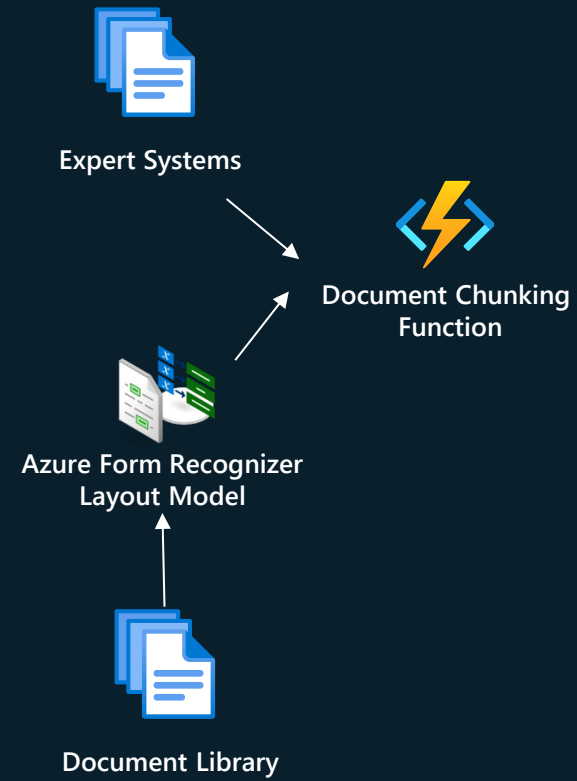 Expert Systems
Document Chunking
Function
Azure Form Recognizer
Layout Model
Document Library